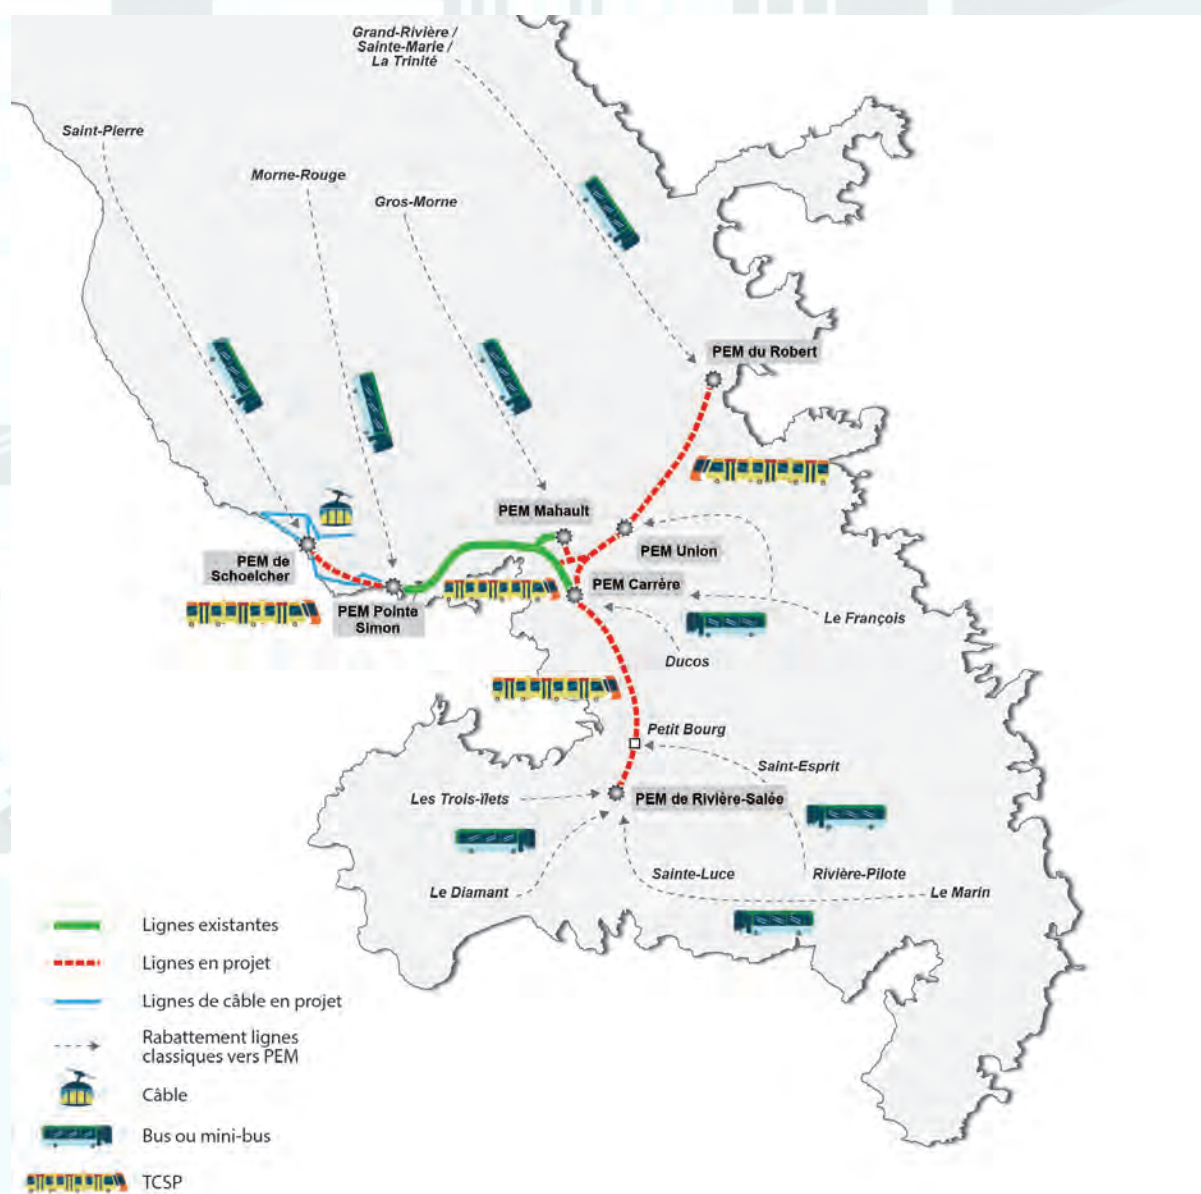 Grand-Rivière /
Sainte-Marie /
La Trinité
Saint-Pierre
Morne-Rouge
Gros-Morne
PEM du Robert
PEM Mahault
PEM Union
PEM de
Schoelcher
PEM Carrère
PEM Pointe
Simon
Le François
Ducos
Petit Bourg
Saint-Esprit
Les Trois-îlets
PEM de Rivière-Salée
Sainte-Luce
Rivière-Pilote
Le Diamant
Le Marin
Lignes existantes
Lignes en projet
Lignes de câble en projet
Rabattement lignes
classiques vers PEM
Câble
Bus ou mini-bus
TCSP